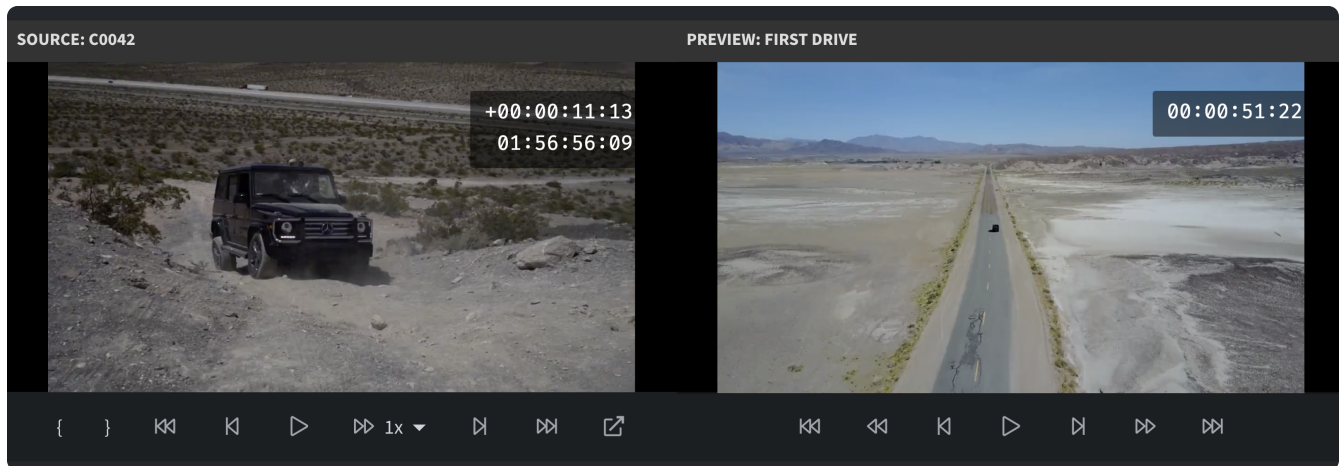 SOURCE: C0042
PREVIEW: FIRST DRIVE
+00:00:11:13
01:56:56:09
00:00:51:22
{ } 1x